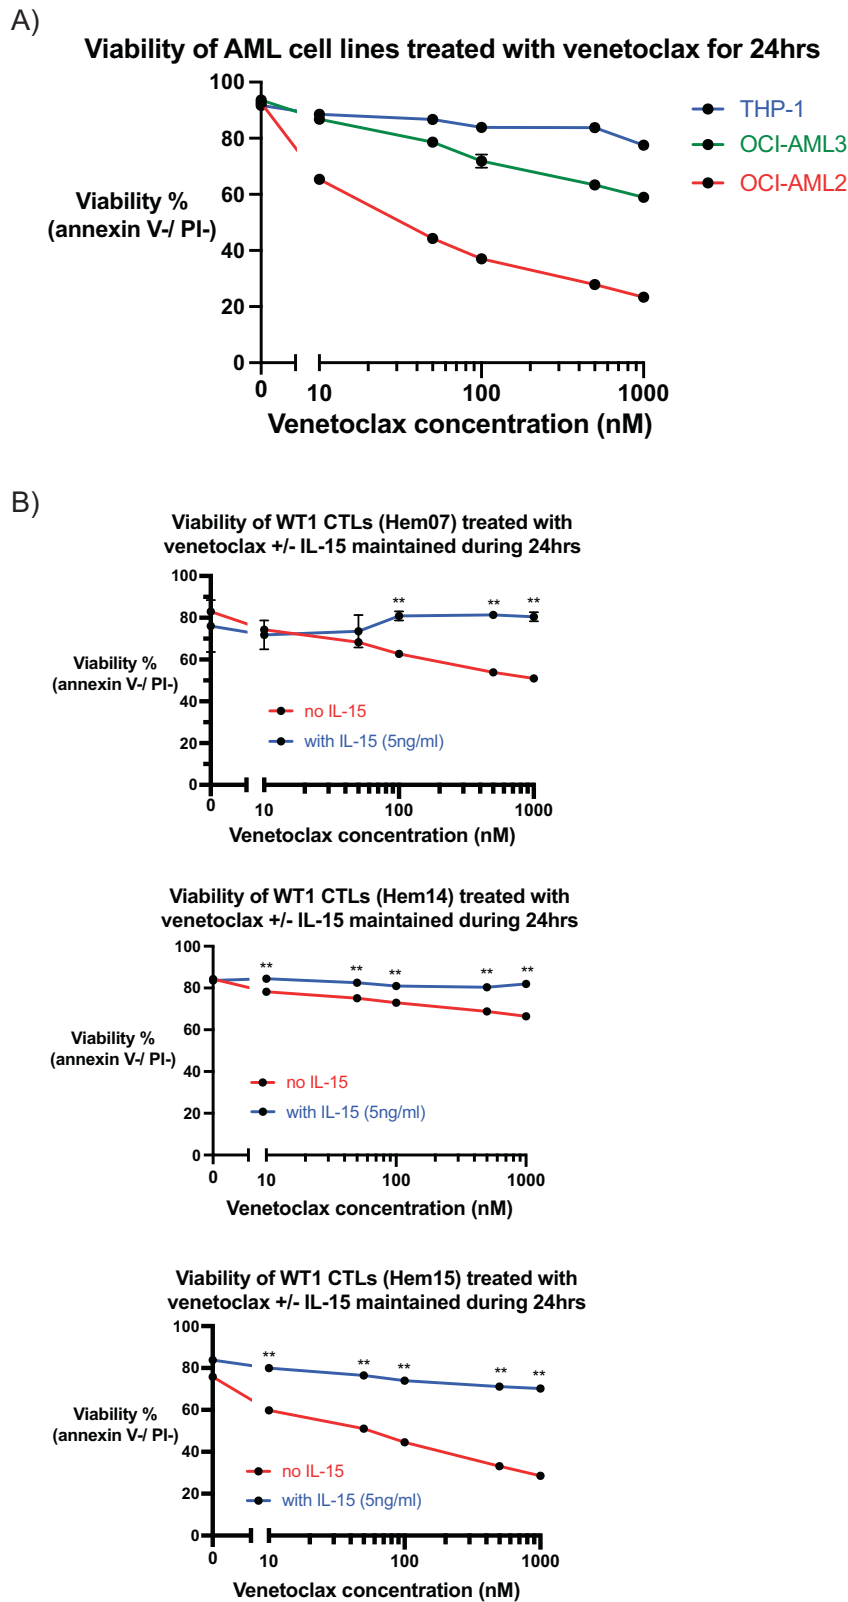 A)
Viability of AML cell lines treated with venetoclax for 24hrs
100
80
60
40
20
0
Viability %
(annexin V-/ PI-)
THP-1
OCI-AML3
OCI-AML2
0 10 100 1000
Venetoclax concentration (nM)
B)
Viability of WT1 CTLs (Hem07) treated with
venetoclax +/- IL-15 maintained during 24hrs
100
80
60
40
20
0
Viability %
(annexin V-/ PI-)
** ** **
no IL-15
with IL-15 (5ng/ml)
0 10 100 1000
Venetoclax concentration (nM)
Viability of WT1 CTLs (Hem14) treated with
venetoclax +/- IL-15 maintained during 24hrs
100
80
60
40
20
0
Viability %
(annexin V-/ PI-)
** ** ** ** **
no IL-15
with IL-15 (5ng/ml)
0 10 100 1000
Venetoclax concentration (nM)
Viability of WT1 CTLs (Hem15) treated with
venetoclax +/- IL-15 maintained during 24hrs
100
80
60
40
20
0
Viability %
(annexin V-/ PI-)
** ** ** ** **
no IL-15
with IL-15 (5ng/ml)
0 10 100 1000
Venetoclax concentration (nM)